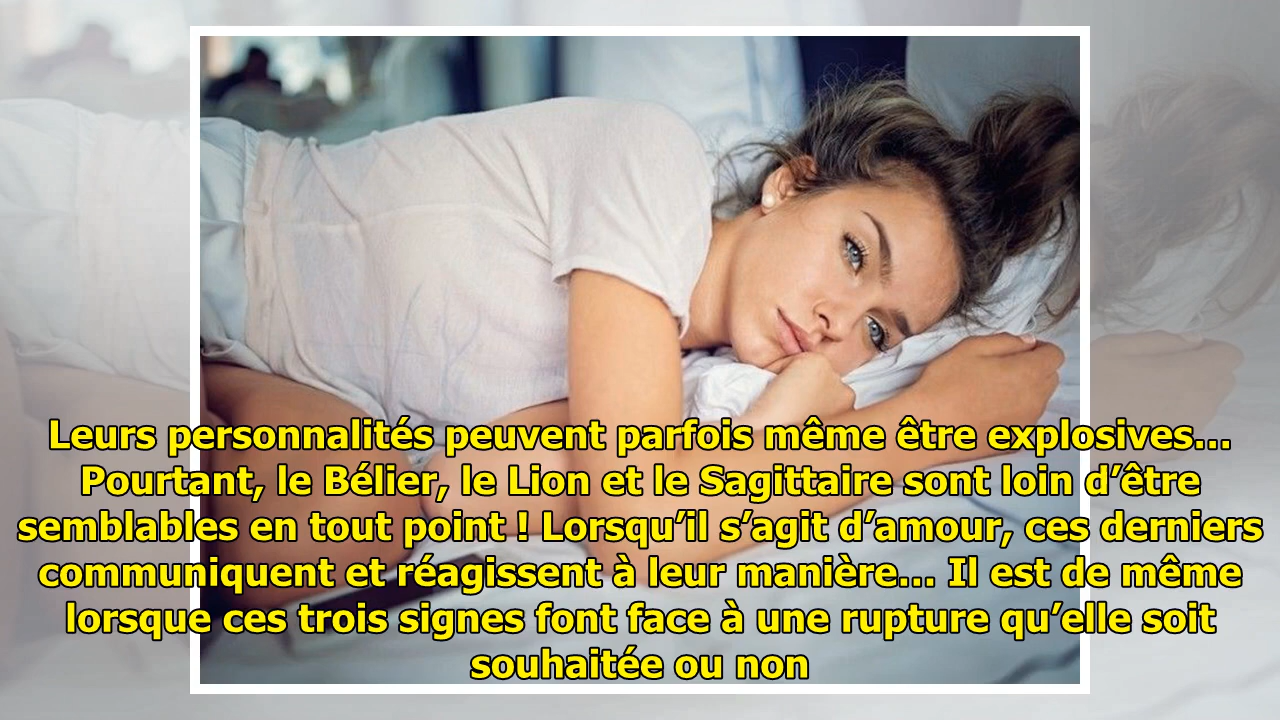 Leurs personnalités peuvent parfois même être explosives...
Pourtant, le Bélier, le Lion et le Sagittaire sont loin d’être
semblables en tout point ! Lorsqu’il s’agit d’amour, ces derniers
communiquent et réagissent à leur manière... Il est de même
lorsque ces trois signes font face à une rupture qu’elle soit
souhaitée ou non